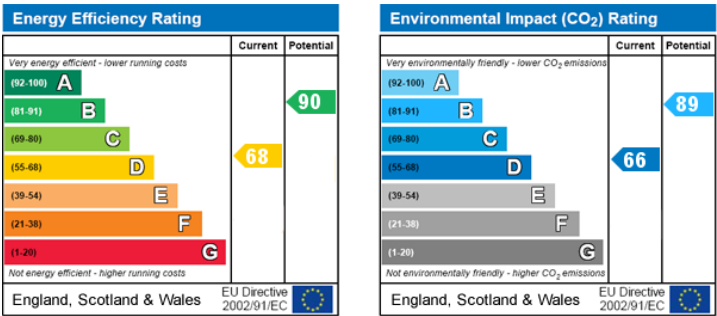 Energy Efficiency Rating
Current Potential
Very energy efficient - lower running costs
(92-100) A
(81-91) B
90
(69-80) C
(55-68) D
68
(39-54) E
(21-38) F
(1-20) G
Not energy efficient - higher running costs
England, Scotland & Wales
EU Directive
2002/91/EC
Environmental Impact (CO₂) Rating
Current Potential
Very environmentally friendly - lower CO₂ emissions
(92-100) A
(81-91) B
89
(69-80) C
(55-68) D
66
(39-54) E
(21-38) F
(1-20) G
Not environmentally friendly - higher CO₂ emissions
England, Scotland & Wales
EU Directive
2002/91/EC